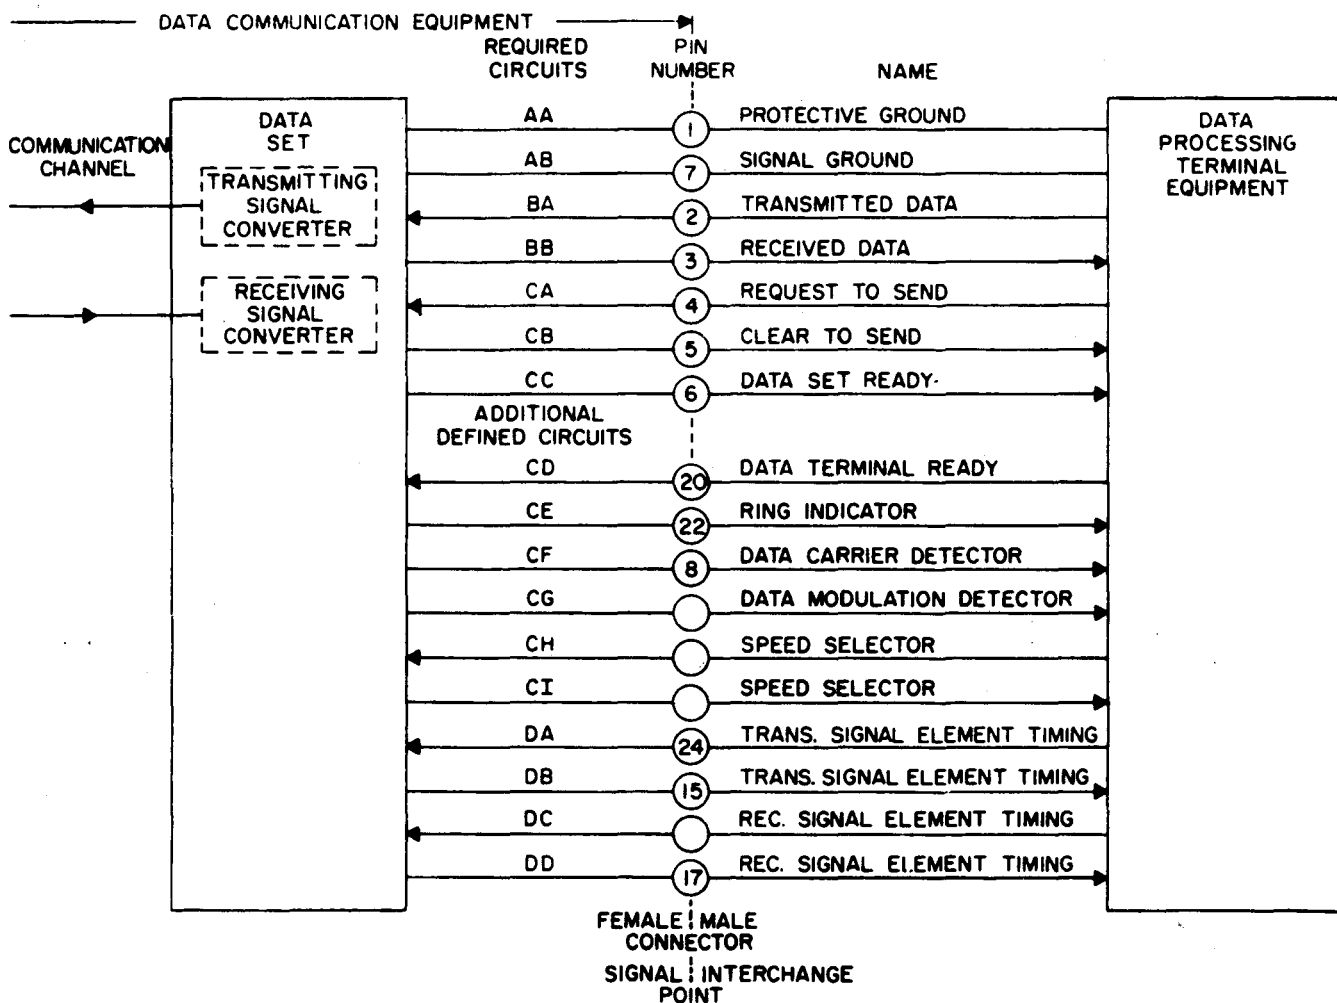 DATA COMMUNICATION EQUIPMENT
REQUIRED CIRCUITS
PIN NUMBER
NAME
DATA SET
COMMUNICATION CHANNEL
TRANSMITTING SIGNAL CONVERTER
RECEIVING SIGNAL CONVERTER
DATA PROCESSING TERMINAL EQUIPMENT
AA 1 PROTECTIVE GROUND
AB 7 SIGNAL GROUND
BA 2 TRANSMITTED DATA
BB 3 RECEIVED DATA
CA 4 REQUEST TO SEND
CB 5 CLEAR TO SEND
CC 6 DATA SET READY
ADDITIONAL DEFINED CIRCUITS
CD 20 DATA TERMINAL READY
CE 22 RING INDICATOR
CF 8 DATA CARRIER DETECTOR
CG DATA MODULATION DETECTOR
CH SPEED SELECTOR
CI SPEED SELECTOR
DA 24 TRANS. SIGNAL ELEMENT TIMING
DB 15 TRANS. SIGNAL ELEMENT TIMING
DC REC. SIGNAL ELEMENT TIMING
DD 17 REC. SIGNAL ELEMENT TIMING
FEMALE MALE
CONNECTOR
SIGNAL INTERCHANGE
POINT